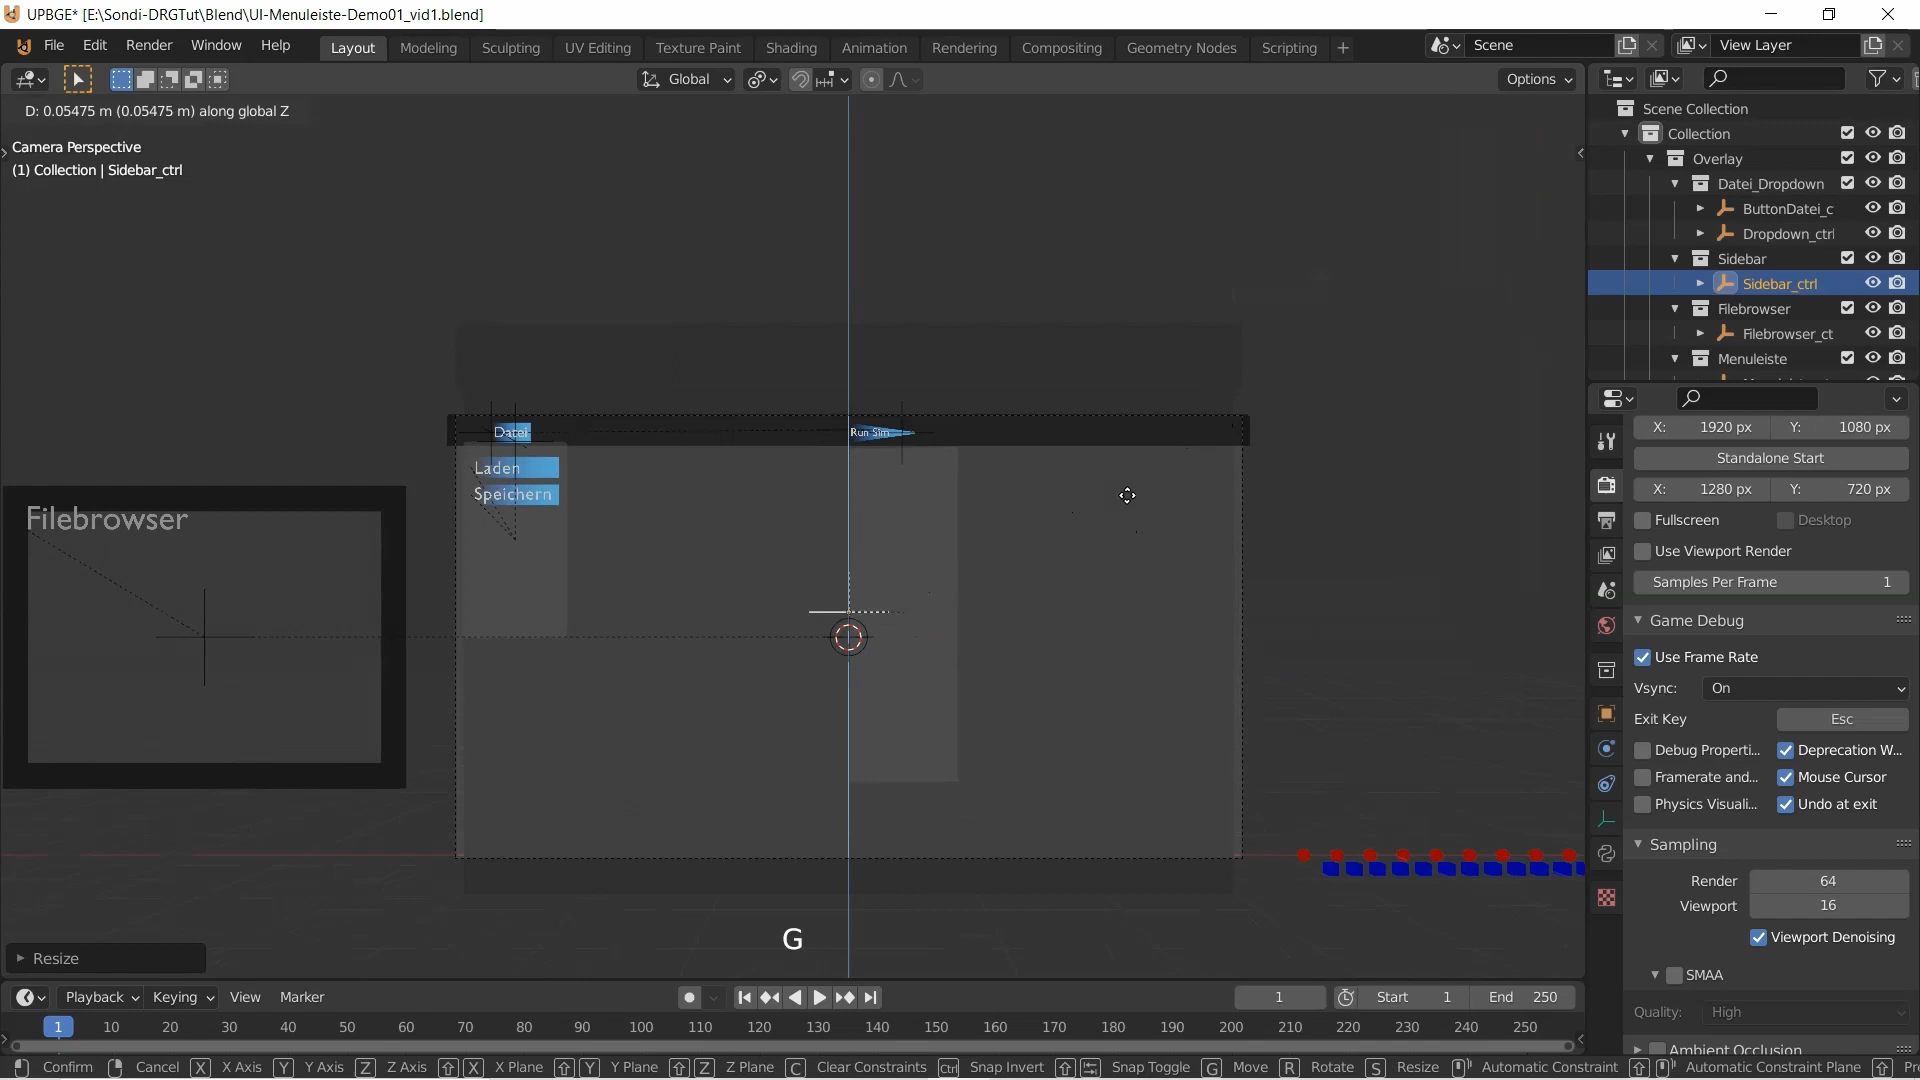 UPBGE* [E:\Sondi-DRGTut\Blend\UI-Menuleiste-Demo01_vid1.blend]
File Edit Render Window Help Layout Modeling Sculpting UV Editing Texture Paint Shading Animation Rendering Compositing Geometry Nodes Scripting + Scene View Layer
Global Options
D: 0.05475 m (0.05475 m) along global Z
Camera Perspective
(1) Collection | Sidebar_ctrl
Scene Collection
Collection
Overlay
Datei_Dropdown
ButtonDatei_c
Dropdown_ctrl
Sidebar
Sidebar_ctrl
Filebrowser
Filebrowser_ct
Menuleiste
Datei
Run Sim
Laden
Speichern
Filebrowser
X: 1920 px Y: 1080 px
Standalone Start
X: 1280 px Y: 720 px
Fullscreen Desktop
Use Viewport Render
Samples Per Frame 1
Game Debug
Use Frame Rate
Vsync: On
Exit Key Esc
Debug Properti... Deprecation W...
Framerate and... Mouse Cursor
Physics Visuali... Undo at exit
Sampling
Render 64
Viewport 16
Viewport Denoising
SMAA
Quality: High
Ambient Occlusion
G
Resize
Playback Keying View Marker 1 Start 1 End 250
1 10 20 30 40 50 60 70 80 90 100 110 120 130 140 150 160 170 180 190 200 210 220 230 240 250
Confirm Cancel X X Axis Y Y Axis Z Z Axis X X Plane Y Y Plane Z Z Plane C Clear Constraints Ctrl Snap Invert Snap Toggle G Move R Rotate S Resize Automatic Constraint Automatic Constraint Plane